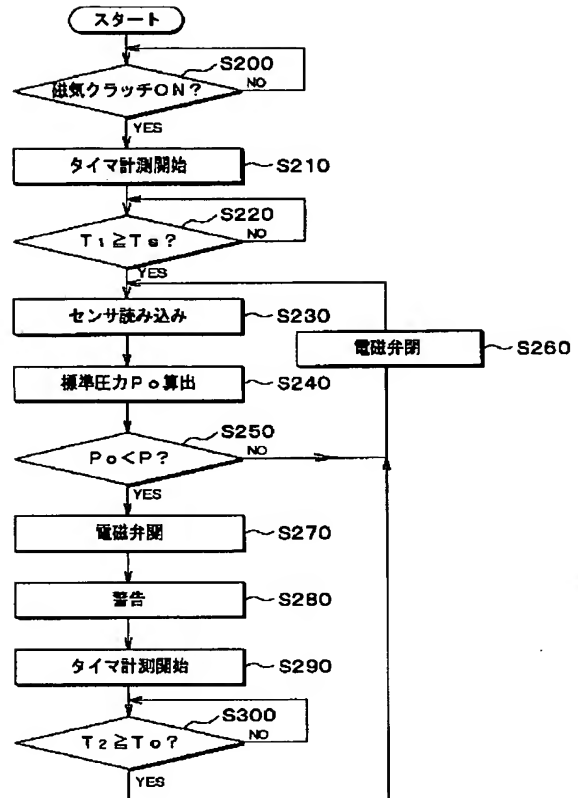 スタート
S200
磁気クラッチON?
NO
YES
タイマ計測開始
S210
S220
T₁≧Ts?
NO
YES
センサ読み込み
S230
電磁弁閉
S260
標準圧力Po算出
S240
S250
Po<P?
NO
YES
電磁弁開
S270
警告
S280
タイマ計測開始
S290
S300
T₂≧To?
NO
YES